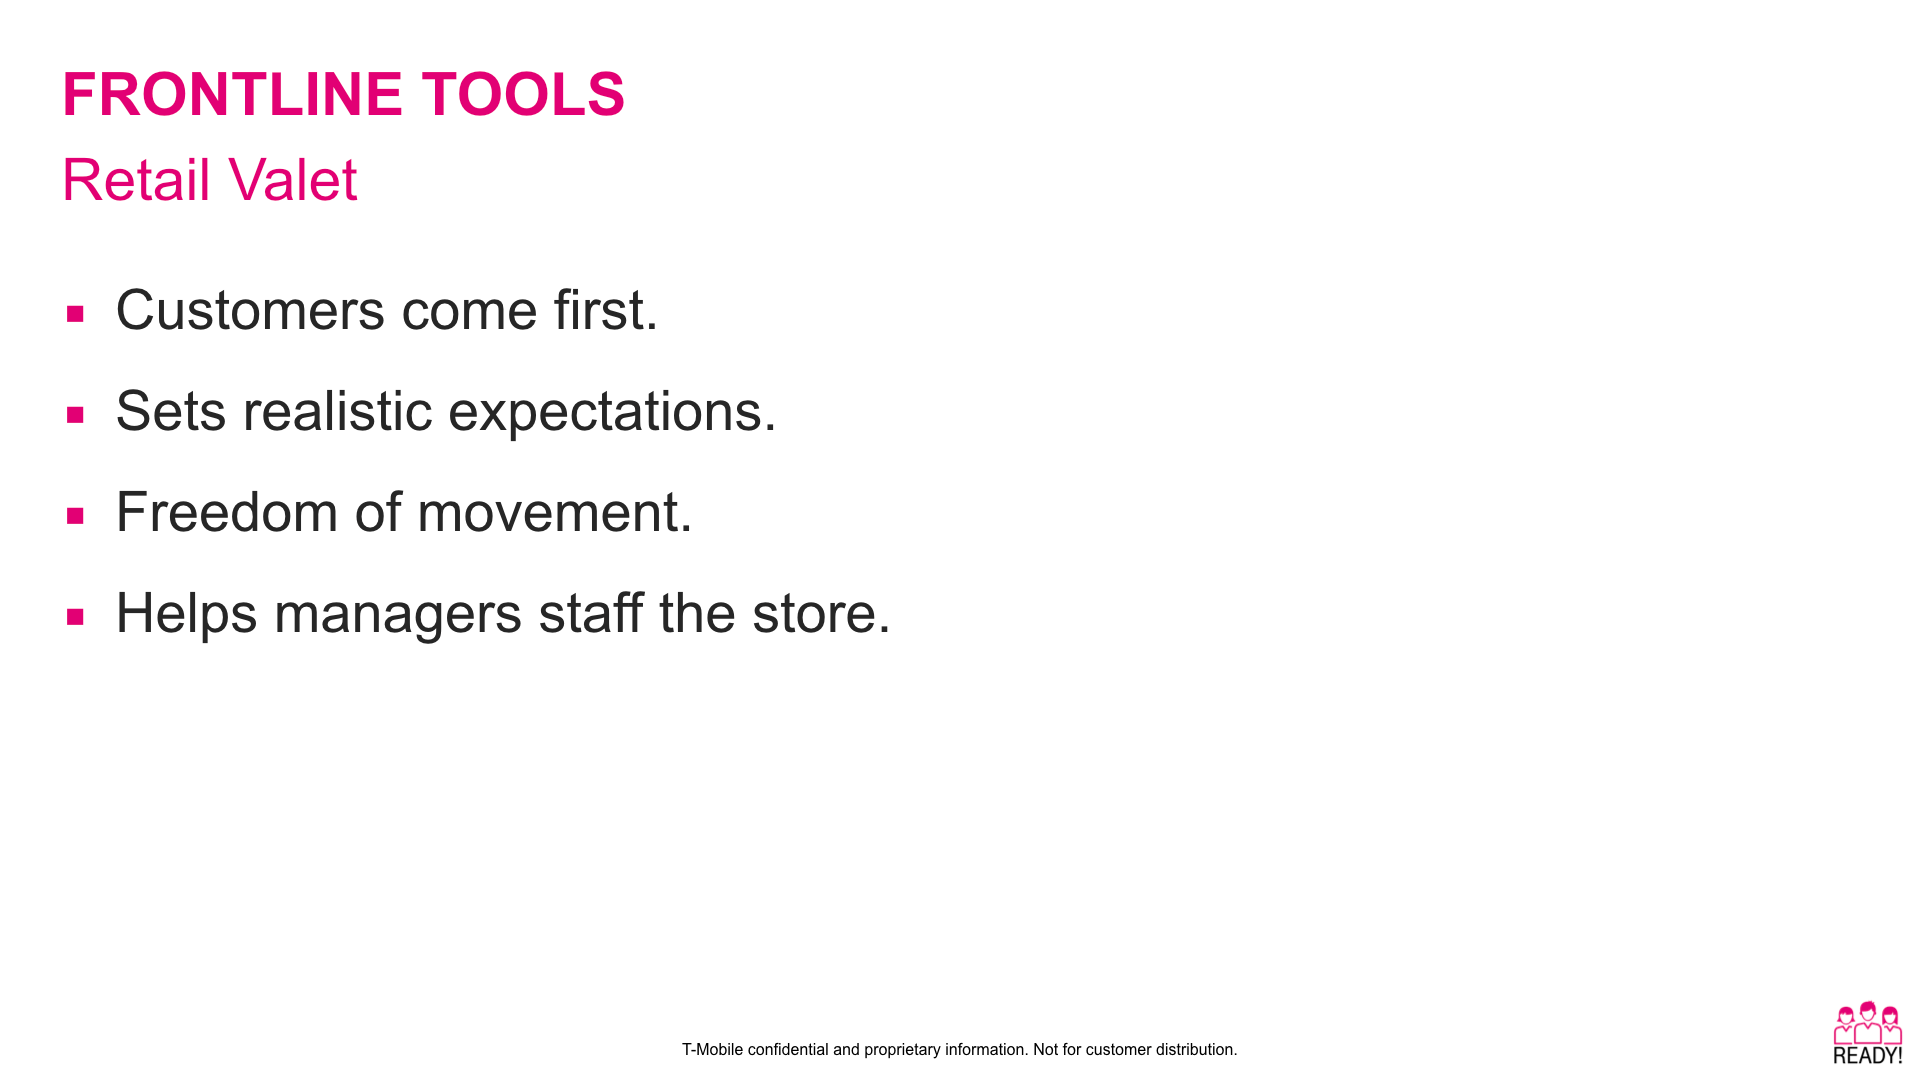 FRONTLINE TOOLS
Retail Valet
▪ Customers come first.
▪ Sets realistic expectations.
▪ Freedom of movement.
▪ Helps managers staff the store.
T-Mobile confidential and proprietary information. Not for customer distribution.
READY!